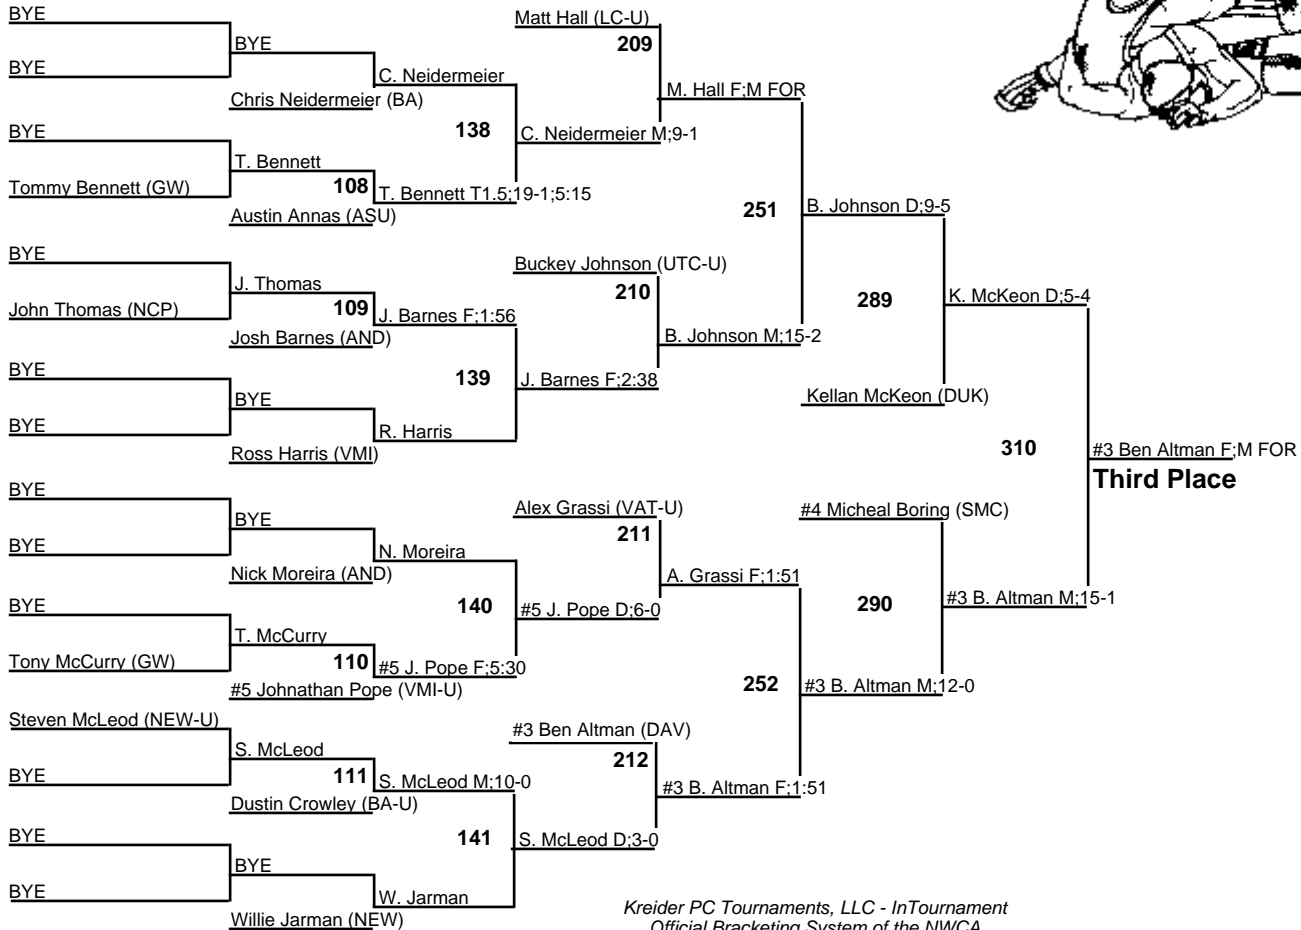 BYE
Matt Hall (LC-U)
209
BYE
BYE
C. Neidermeier
M. Hall F;M FOR
Chris Neidermeier (BA)
BYE
138
C. Neidermeier M;9-1
T. Bennett
Tommy Bennett (GW)
108
T. Bennett T1.5;19-1;5:15
251
B. Johnson D;9-5
Austin Annas (ASU)
BYE
Buckey Johnson (UTC-U)
J. Thomas
210
289
K. McKeon D;5-4
John Thomas (NCP)
109
J. Barnes F;1:56
Josh Barnes (AND)
B. Johnson M;15-2
BYE
139
J. Barnes F;2:38
BYE
Kellan McKeon (DUK)
BYE
R. Harris
Ross Harris (VMI)
310
#3 Ben Altman F;M FOR
Third Place
BYE
Alex Grassi (VAT-U)
#4 Micheal Boring (SMC)
BYE
211
BYE
N. Moreira
Nick Moreira (AND)
A. Grassi F;1:51
BYE
140
#5 J. Pope D;6-0
290
#3 B. Altman M;15-1
T. McCurry
Tony McCurry (GW)
110
#5 J. Pope F;5:30
252
#3 B. Altman M;12-0
#5 Johnathan Pope (VMI-U)
Steven McLeod (NEW-U)
#3 Ben Altman (DAV)
S. McLeod
212
BYE
111
S. McLeod M;10-0
#3 B. Altman F;1:51
Dustin Crowley (BA-U)
BYE
141
S. McLeod D;3-0
BYE
BYE
W. Jarman
Willie Jarman (NEW)
Kreider PC Tournaments, LLC - InTournament
Official Bracketing System of the NWCA